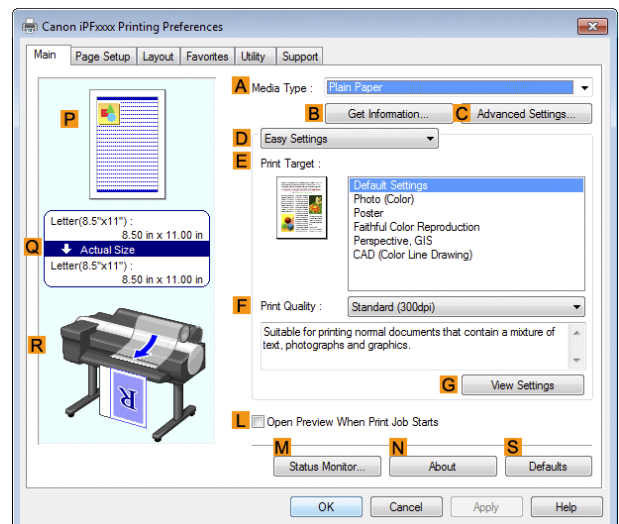 Canon iPFxxxx Printing Preferences
Main Page Setup Layout Favorites Utility Support
A Media Type : Plain Paper
B Get Information... C Advanced Settings...
D Easy Settings
E Print Target :
Default Settings
Photo (Color)
Poster
Faithful Color Reproduction
Perspective, GIS
CAD (Color Line Drawing)
P
Letter(8.5"x11") :
8.50 in x 11.00 in
Q Actual Size
Letter(8.5"x11") :
8.50 in x 11.00 in
F Print Quality : Standard (300dpi)
Suitable for printing normal documents that contain a mixture of
text, photographs and graphics.
R
R
G View Settings
L Open Preview When Print Job Starts
M N S
Status Monitor... About Defaults
OK Cancel Apply Help